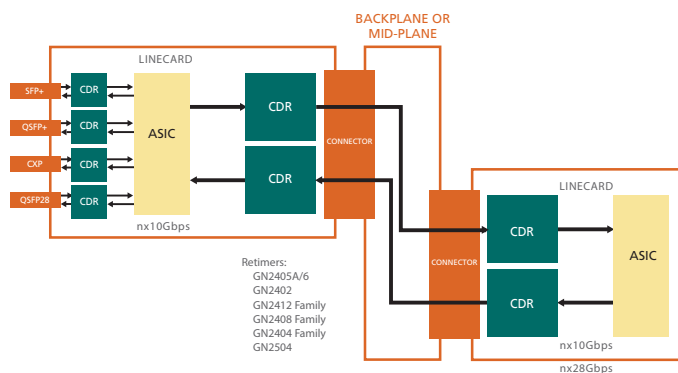 BACKPLANE OR
MID-PLANE
LINECARD
SFP+
CDR
QSFP+
CDR
CXP
CDR
QSFP28
CDR
ASIC
CDR
CDR
CONNECTOR
nx10Gbps
Retimers:
GN2405A/6
GN2402
GN2412 Family
GN2408 Family
GN2404 Family
GN2504
CONNECTOR
LINECARD
CDR
CDR
ASIC
nx10Gbps
nx28Gbps